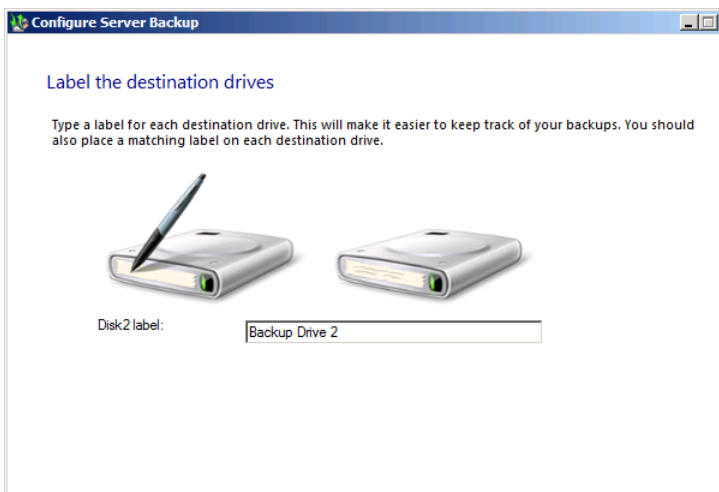 Configure Server Backup
Label the destination drives
Type a label for each destination drive. This will make it easier to keep track of your backups. You should
also place a matching label on each destination drive.
Disk2 label:
Backup Drive 2